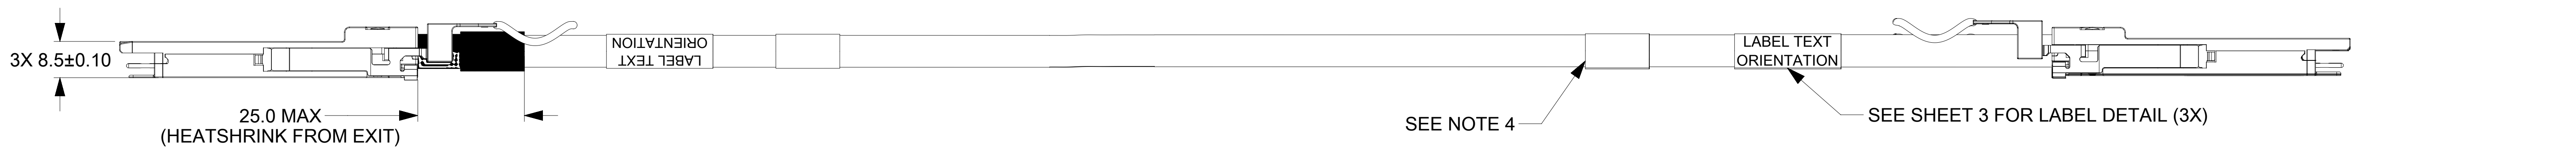 3X 8.5±0.10
25.0 MAX
(HEATSHRINK FROM EXIT)
LABEL TEXT
ORIENTATION
SEE NOTE 4
LABEL TEXT
ORIENTATION
SEE SHEET 3 FOR LABEL DETAIL (3X)